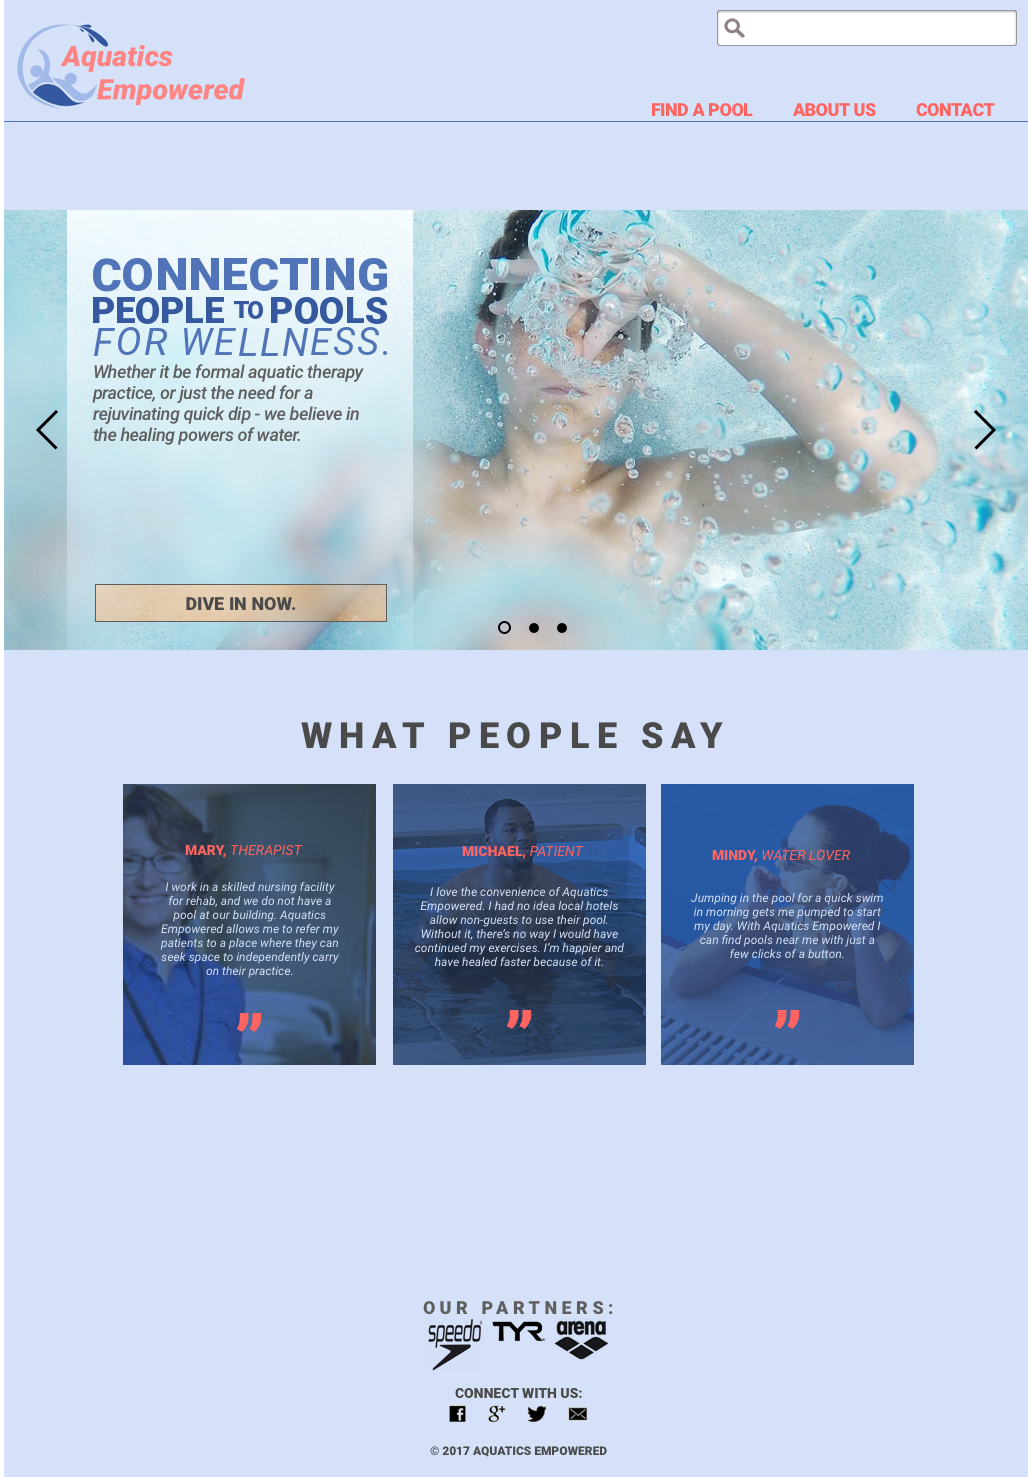 Aquatics
Empowered
FIND A POOL ABOUT US CONTACT
CONNECTING
PEOPLE TO POOLS
FOR WELLNESS.
Whether it be formal aquatic therapy
practice, or just the need for a
rejuvinating quick dip - we believe in
the healing powers of water.
DIVE IN NOW.
WHAT PEOPLE SAY
MARY, THERAPIST
I work in a skilled nursing facility
for rehab, and we do not have a
pool at our building. Aquatics
Empowered allows me to refer my
patients to a place where they can
seek space to independently carry
on their practice.
”
MICHAEL, PATIENT
I love the convenience of Aquatics
Empowered. I had no idea local hotels
allow non-guests to use their pool.
Without it, there's no way I would have
continued my exercises. I'm happier and
have healed faster because of it.
”
MINDY, WATER LOVER
Jumping in the pool for a quick swim
in morning gets me pumped to start
my day. With Aquatics Empowered I
can find pools near me with just a
few clicks of a button.
”
OUR PARTNERS:
speedo TYR arena
CONNECT WITH US:
f g+
© 2017 AQUATICS EMPOWERED